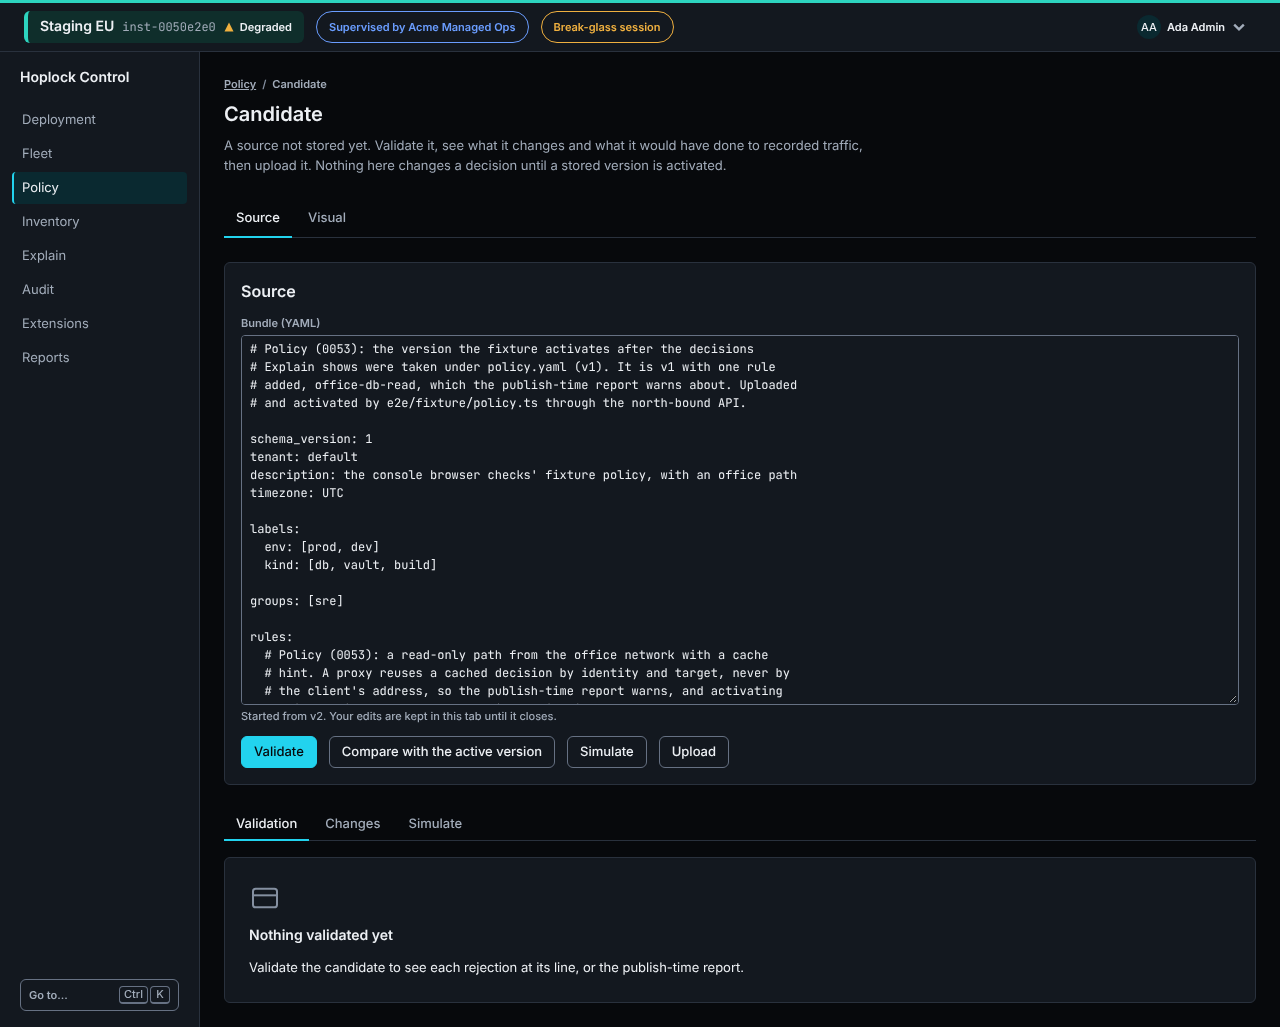 Staging EU inst-0050e2e0 Degraded
Supervised by Acme Managed Ops
Break-glass session
AA Ada Admin
Hoplock Control
Deployment
Fleet
Policy
Inventory
Explain
Audit
Extensions
Reports
Go to... Ctrl K
Policy / Candidate
Candidate
A source not stored yet. Validate it, see what it changes and what it would have done to recorded traffic,
then upload it. Nothing here changes a decision until a stored version is activated.
Source Visual
Source
Bundle (YAML)
# Policy (0053): the version the fixture activates after the decisions
# Explain shows were taken under policy.yaml (v1). It is v1 with one rule
# added, office-db-read, which the publish-time report warns about. Uploaded
# and activated by e2e/fixture/policy.ts through the north-bound API.
schema_version: 1
tenant: default
description: the console browser checks' fixture policy, with an office path
timezone: UTC
labels:
  env: [prod, dev]
  kind: [db, vault, build]
groups: [sre]
rules:
  # Policy (0053): a read-only path from the office network with a cache
  # hint. A proxy reuses a cached decision by identity and target, never by
  # the client's address, so the publish-time report warns, and activating
Started from v2. Your edits are kept in this tab until it closes.
Validate Compare with the active version Simulate Upload
Validation Changes Simulate
Nothing validated yet
Validate the candidate to see each rejection at its line, or the publish-time report.